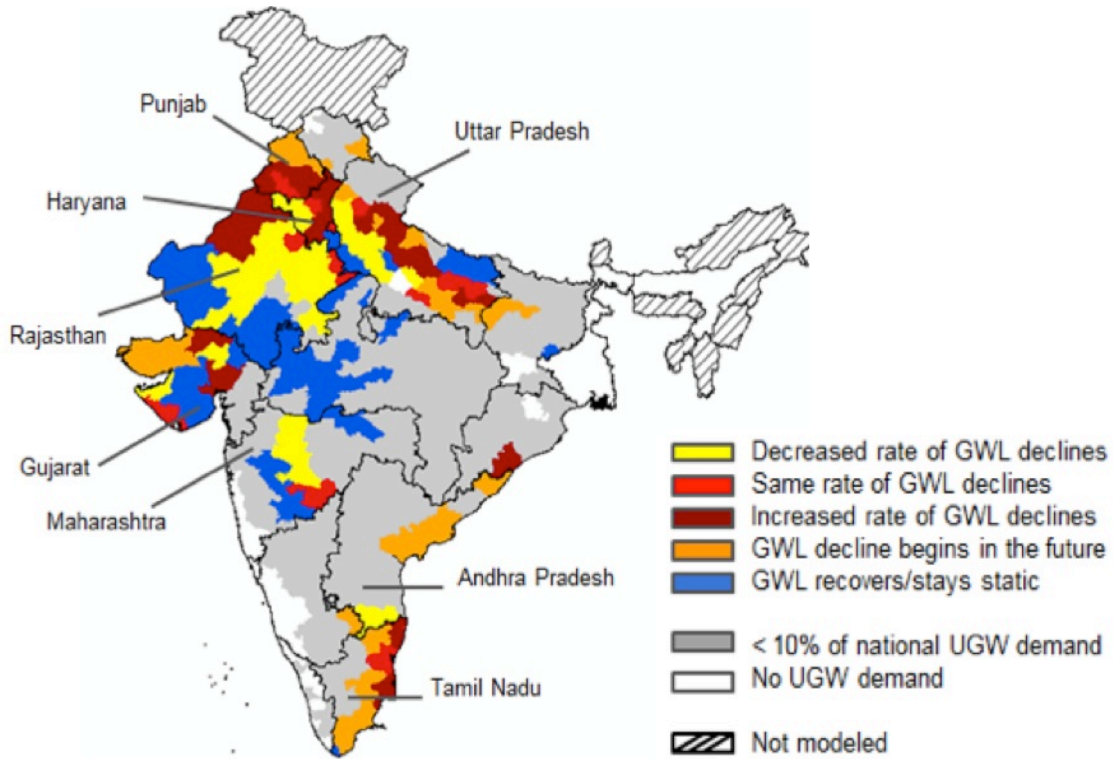 Punjab
Uttar Pradesh
Haryana
Rajasthan
Gujarat
Maharashtra
Andhra Pradesh
Tamil Nadu
Decreased rate of GWL declines
Same rate of GWL declines
Increased rate of GWL declines
GWL decline begins in the future
GWL recovers/stays static
< 10% of national UGW demand
No UGW demand
Not modeled